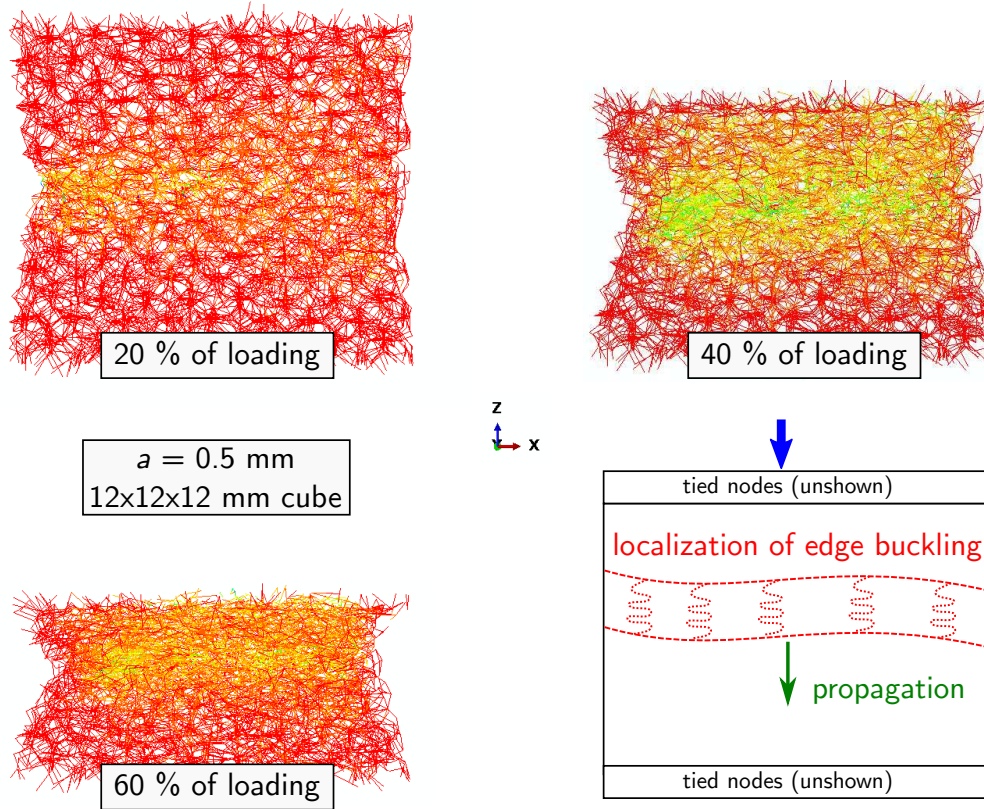 20 % of loading
40 % of loading
z
x
Y
a = 0.5 mm
12x12x12 mm cube
tied nodes (unshown)
localization of edge buckling
propagation
60 % of loading
tied nodes (unshown)